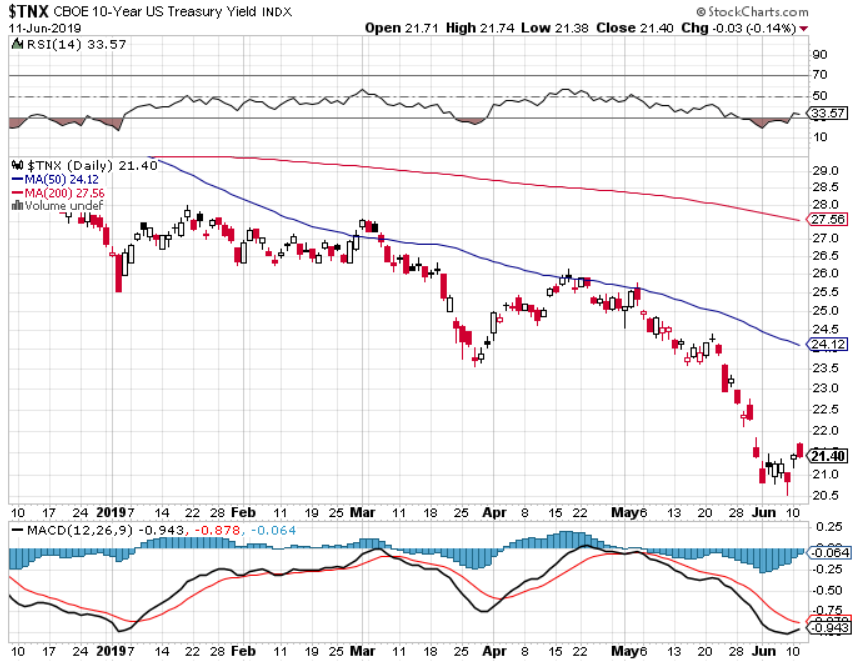 $TNX CBOE 10-Year US Treasury Yield INDX
© StockCharts.com
11-Jun-2019
Open 21.71 High 21.74 Low 21.38 Close 21.40 Chg -0.03 (-0.14%)
RSI(14) 33.57
90
70
50
33.57
10
$TNX (Daily) 21.40
MA(50) 24.12
MA(200) 27.56
Volume undef
29.0
28.5
28.0
27.56
27.0
26.5
26.0
25.5
25.0
24.5
24.12
23.5
23.0
22.5
22.0
21.40
21.0
20.5
10 17 24 2019 7 14 22 28 Feb 11 19 25 Mar 11 18 25 Apr 8 15 22 May 6 13 20 28 Jun 10
MACD(12,26,9) -0.943, -0.878, -0.064
0.25
-0.064
-0.25
-0.50
-0.75
-0.943
10 17 24 2019 7 14 22 28 Feb 11 19 25 Mar 11 18 25 Apr 8 15 22 May 6 13 20 28 Jun 10